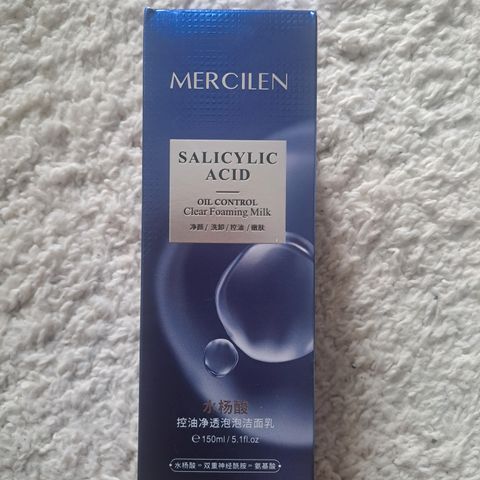 MERCILEN
SALICYLIC
ACID
OIL CONTROL
Clear Foaming Milk
净颜 / 洗卸 / 控油 / 嫩肤
水杨酸
控油净透泡泡洁面乳
℮ 150ml / 5.1fl.oz
水杨酸 = 双重神经酰胺 = 氨基酸